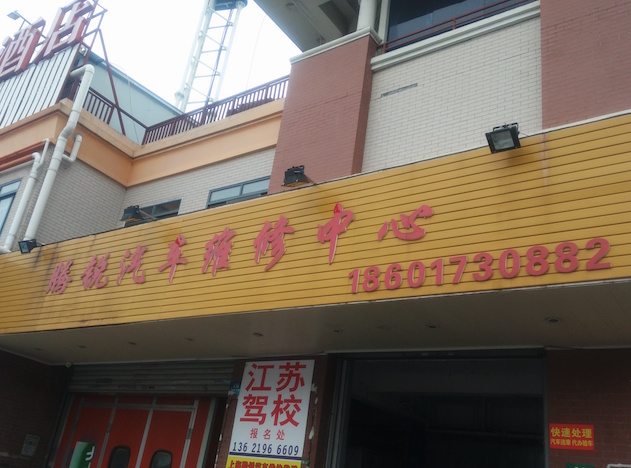 酒店
腾锐汽车维修中心
18601730882
江苏
驾校
报名处
136 2196 6609
快速处理